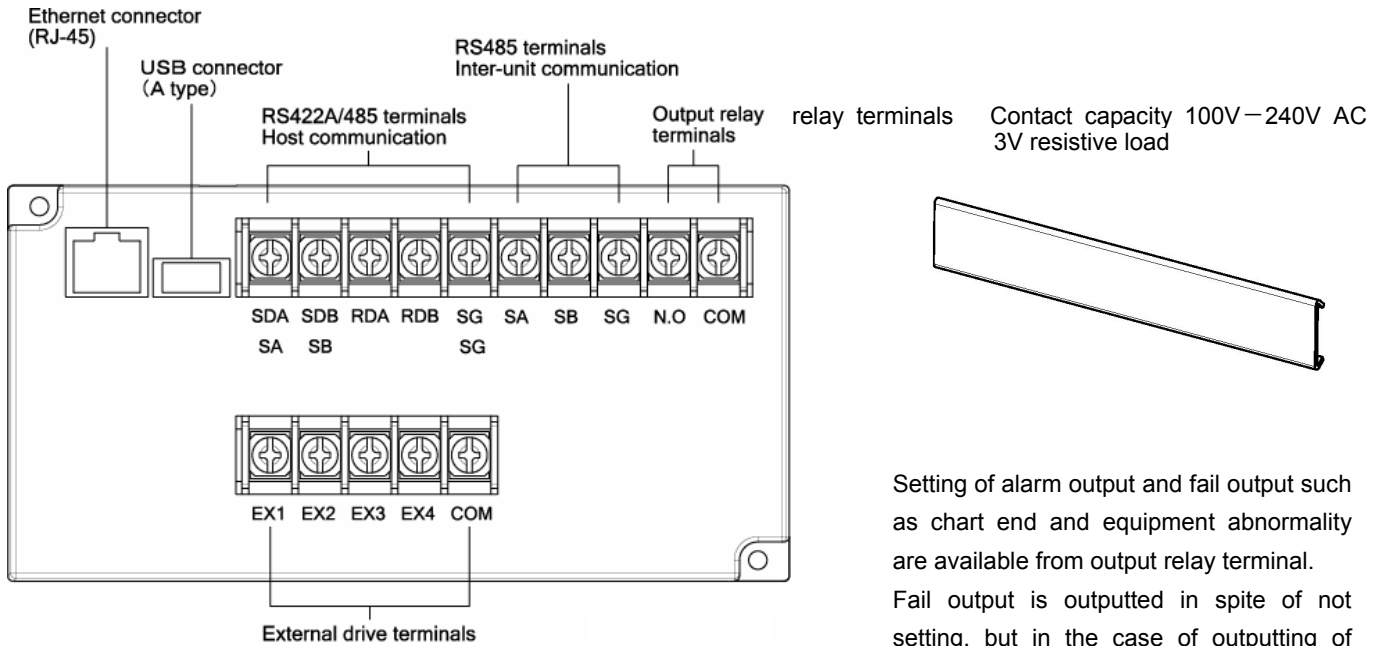 Ethernet connector
(RJ-45)
USB connector
(A type)
RS422A/485 terminals
Host communication
RS485 terminals
Inter-unit communication
Output relay
terminals
relay terminals Contact capacity 100V－240V AC
3V resistive load
SDA SDB RDA RDB SG SA SB SG N.O COM
SA SB SG
EX1 EX2 EX3 EX4 COM
External drive terminals
Setting of alarm output and fail output such
as chart end and equipment abnormality
are available from output relay terminal.
Fail output is outputted in spite of not
setting, but in the case of outputting of